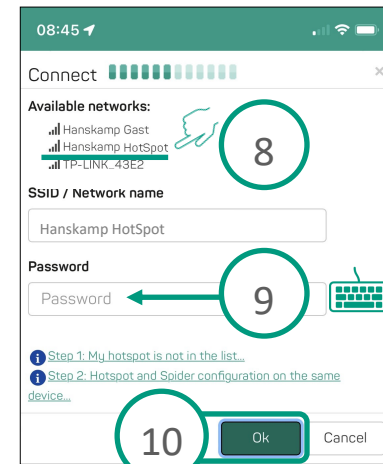 08:45
Connect ×
Available networks:
Hanskamp Gast
Hanskamp HotSpot
8
TP-LINK_43E2
SSID / Network name
Hanskamp HotSpot
Password
Password
9
Step 1: My hotspot is not in the list...
Step 2: Hotspot and Spider configuration on the same
device...
10
Ok
Cancel